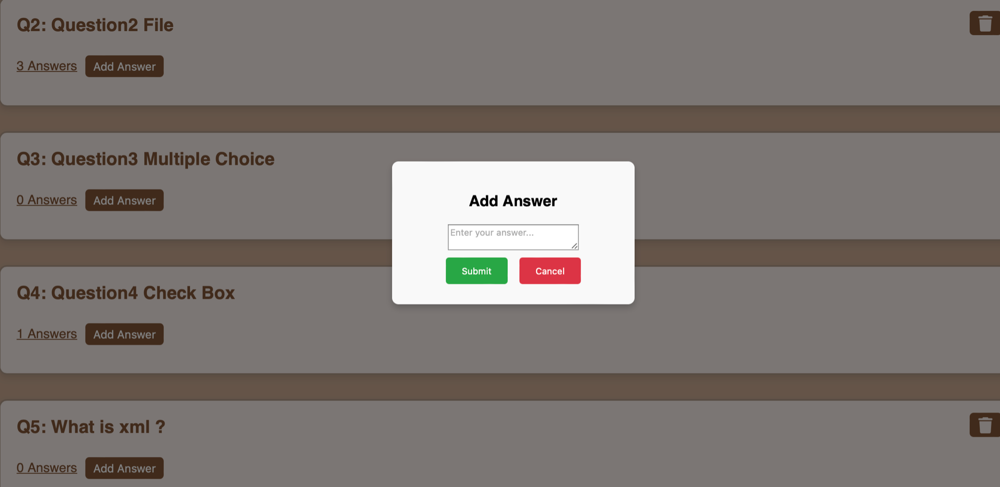 Q2: Question2 File
3 Answers Add Answer
Q3: Question3 Multiple Choice
0 Answers Add Answer
Add Answer
Enter your answer...
Submit Cancel
Q4: Question4 Check Box
1 Answers Add Answer
Q5: What is xml ?
0 Answers Add Answer